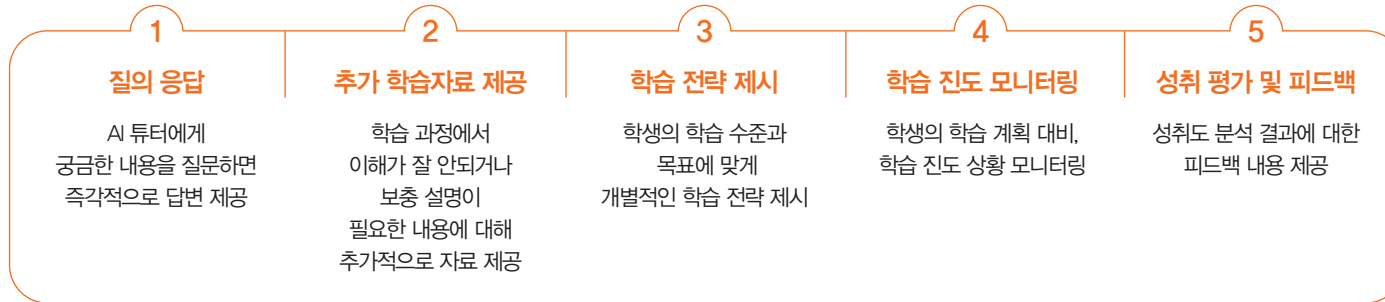 1
질의 응답
AI 튜터에게
궁금한 내용을 질문하면
즉각적으로 답변 제공
2
추가 학습자료 제공
학습 과정에서
이해가 잘 안되거나
보충 설명이
필요한 내용에 대해
추가적으로 자료 제공
3
학습 전략 제시
학생의 학습 수준과
목표에 맞게
개별적인 학습 전략 제시
4
학습 진도 모니터링
학생의 학습 계획 대비,
학습 진도 상황 모니터링
5
성취 평가 및 피드백
성취도 분석 결과에 대한
피드백 내용 제공